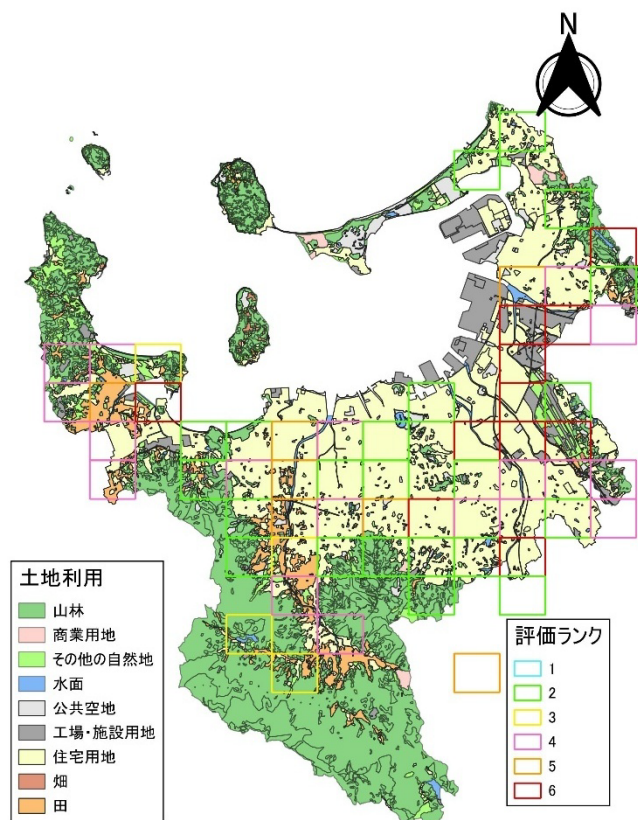 N
土地利用
山林
商業用地
その他の自然地
水面
公共空地
工場・施設用地
住宅用地
畑
田
評価ランク
1
2
3
4
5
6